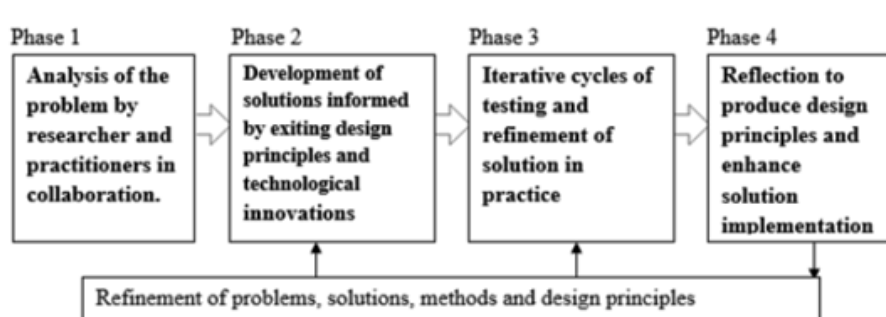 Phase 1
Analysis of the
problem by
researcher and
practitioners in
collaboration.
Phase 2
Development of
solutions informed
by exiting design
principles and
technological
innovations
Phase 3
Iterative cycles of
testing and
refinement of
solution in
practice
Phase 4
Reflection to
produce design
principles and
enhance
solution
implementation
Refinement of problems, solutions, methods and design principles